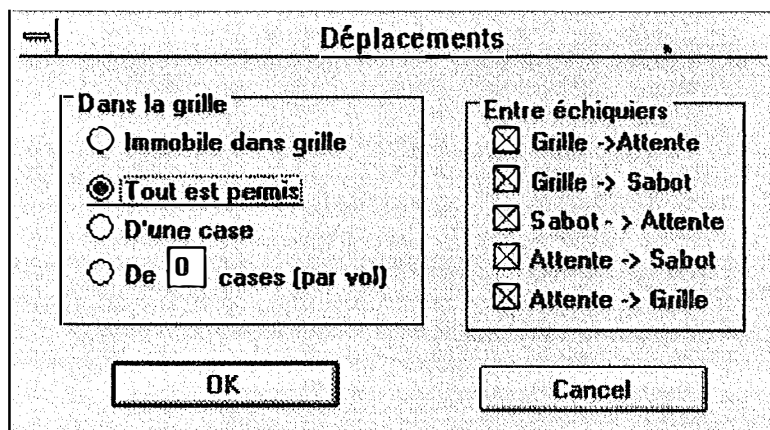 Déplacements
Dans la grille
Immobile dans grille
Tout est permis
D'une case
De 0 cases (par vol)
Entre échiquiers
Grille ->Attente
Grille -> Sabot
Sabot - > Attente
Attente -> Sabot
Attente -> Grille
OK
Cancel